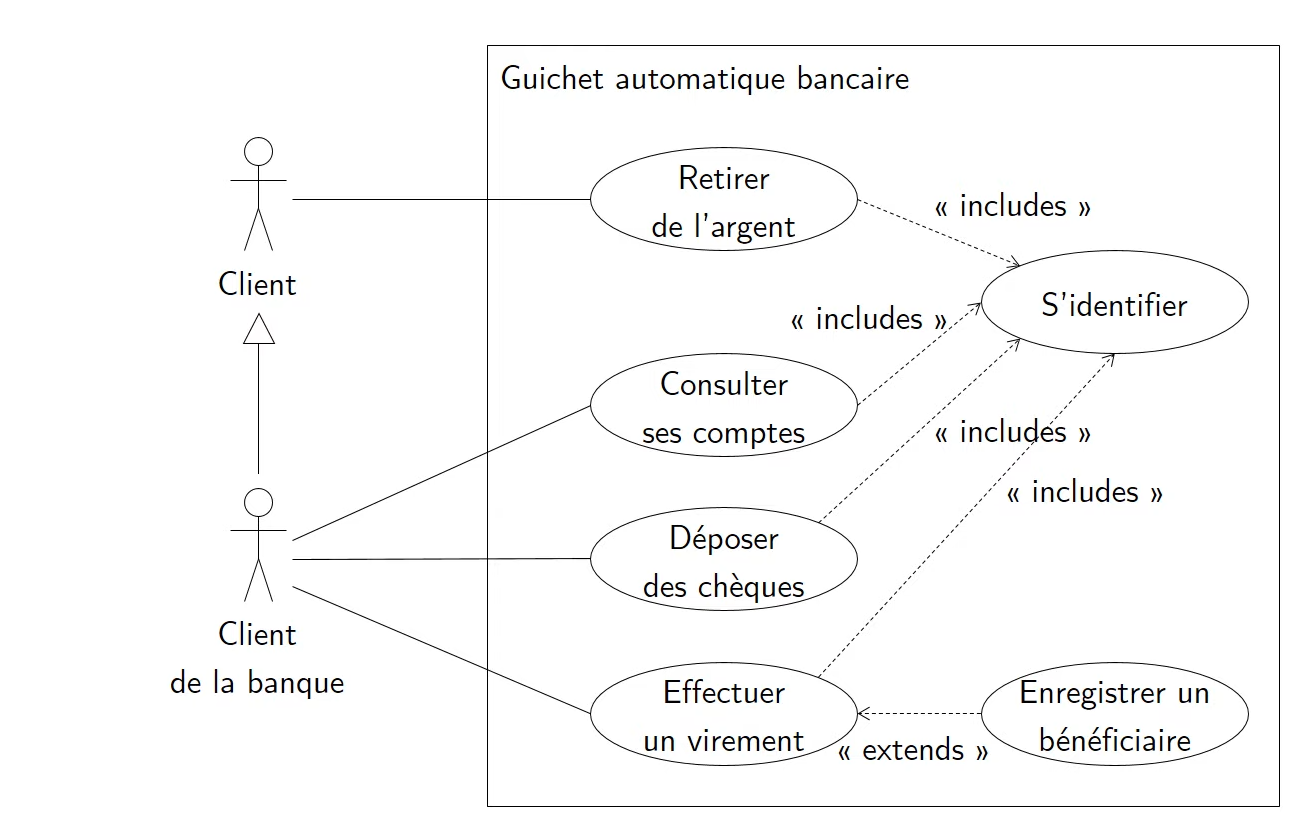 Guichet automatique bancaire
Retirer
de l'argent
« includes »
Client
S'identifier
« includes »
Consulter
ses comptes
« includes »
« includes »
Déposer
des chèques
Client
de la banque
Effectuer
un virement
« extends »
Enregistrer un
bénéficiaire